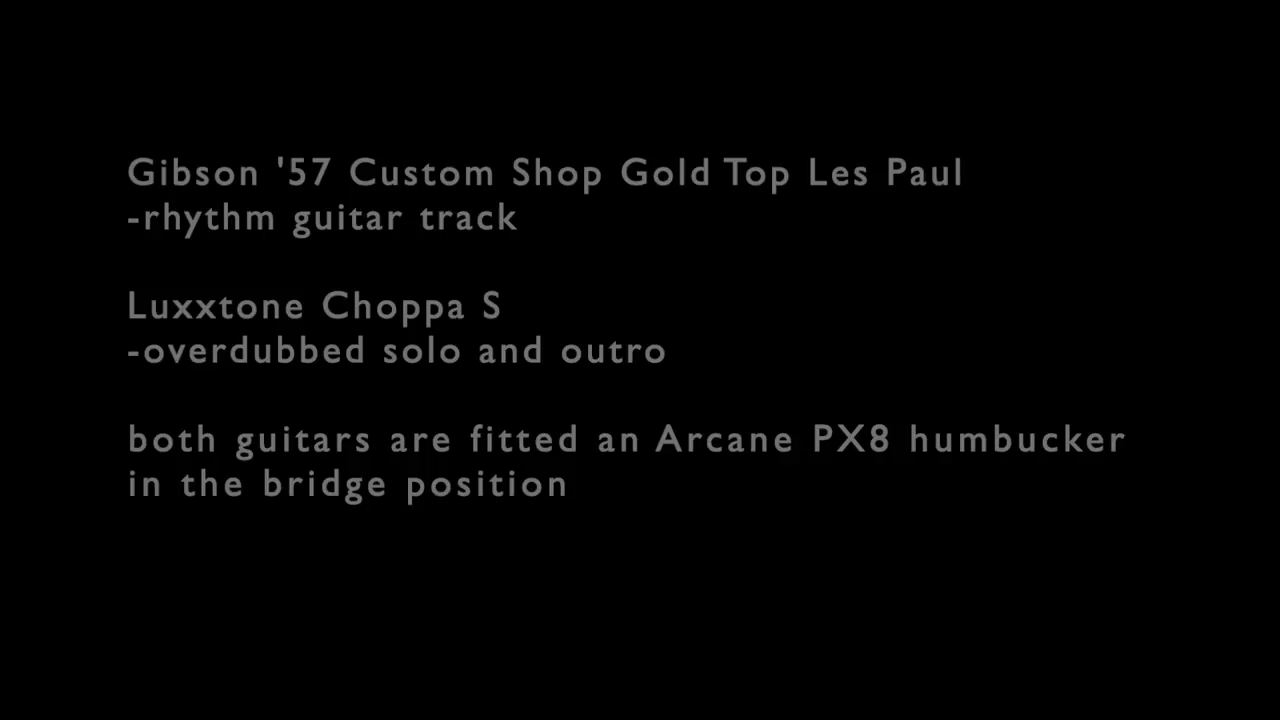 Gibson '57 Custom Shop Gold Top Les Paul
-rhythm guitar track
Luxxtone Choppa S
-overdubbed solo and outro
both guitars are fitted an Arcane PX8 humbucker
in the bridge position